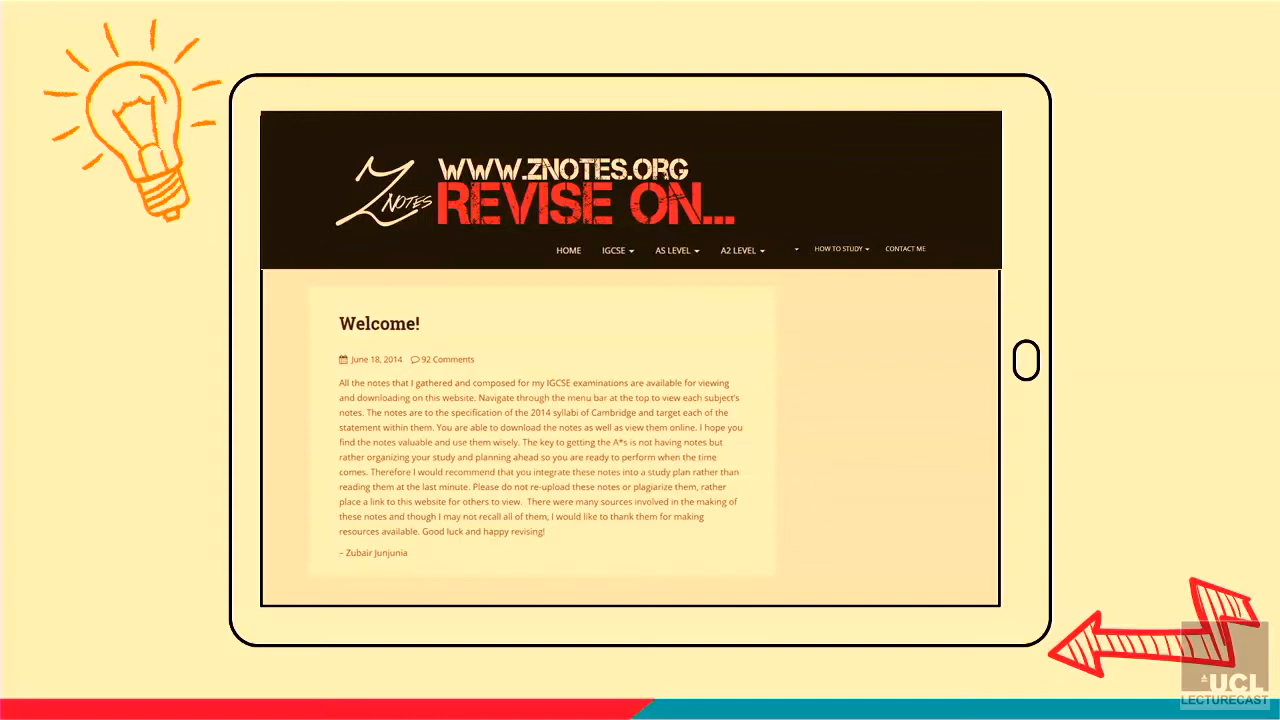 WWW.ZNOTES.ORG
Z NOTES
REVISE ON...
HOME IGCSE AS LEVEL A2 LEVEL HOW TO STUDY CONTACT ME
Welcome!
June 18, 2014 92 Comments
All the notes that I gathered and composed for my IGCSE examinations are available for viewing
and downloading on this website. Navigate through the menu bar at the top to view each subject's
notes. The notes are to the specification of the 2014 syllabi of Cambridge and target each of the
statement within them. You are able to download the notes as well as view them online. I hope you
find the notes valuable and use them wisely. The key to getting the A*s is not having notes but
rather organizing your study and planning ahead so you are ready to perform when the time
comes. Therefore I would recommend that you integrate these notes into a study plan rather than
reading them at the last minute. Please do not re-upload these notes or plagiarize them, rather
place a link to this website for others to view. There were many sources involved in the making of
these notes and though I may not recall all of them, I would like to thank them for making
resources available. Good luck and happy revising!
– Zubair Junjunia
UCL
LECTURECAST